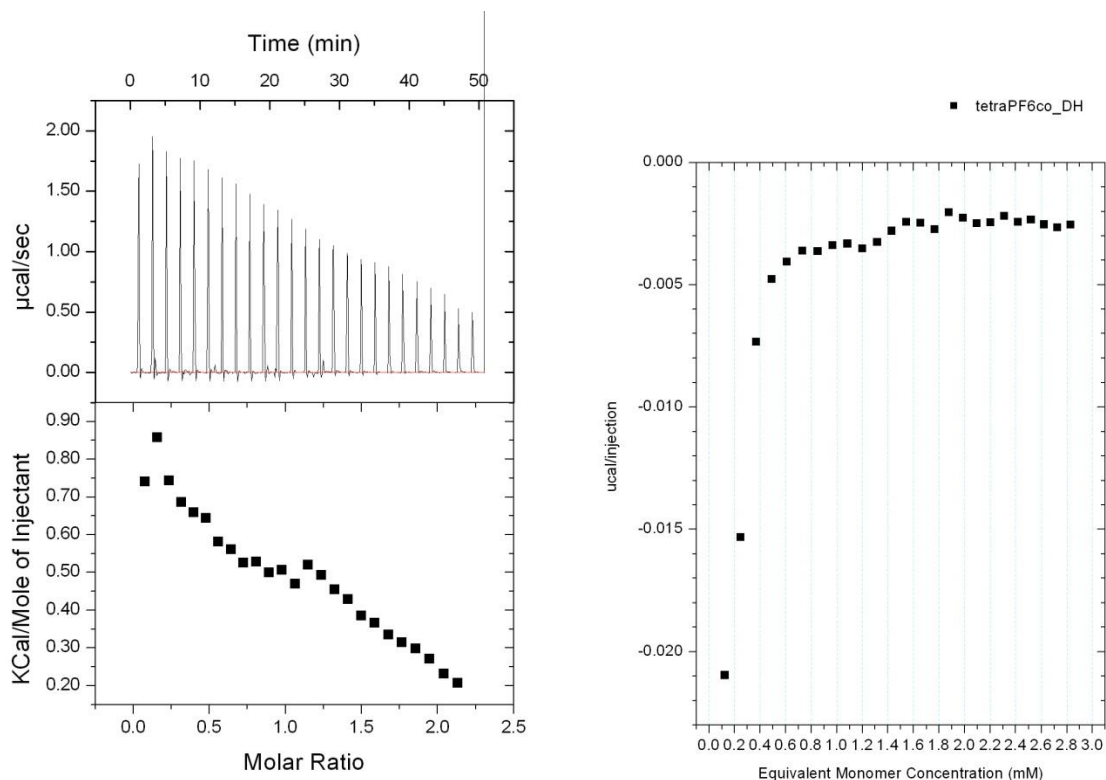 Time (min)
0 10 20 30 40 50
2.00
1.50
1.00
0.50
0.00
µcal/sec
0.90
0.80
0.70
0.60
0.50
0.40
0.30
0.20
KCal/Mole of Injectant
0.0 0.5 1.0 1.5 2.0 2.5
Molar Ratio
tetraPF6co_DH
0.000
-0.005
-0.010
-0.015
-0.020
ucal/injection
0.0 0.2 0.4 0.6 0.8 1.0 1.2 1.4 1.6 1.8 2.0 2.2 2.4 2.6 2.8 3.0
Equivalent Monomer Concentration (mM)